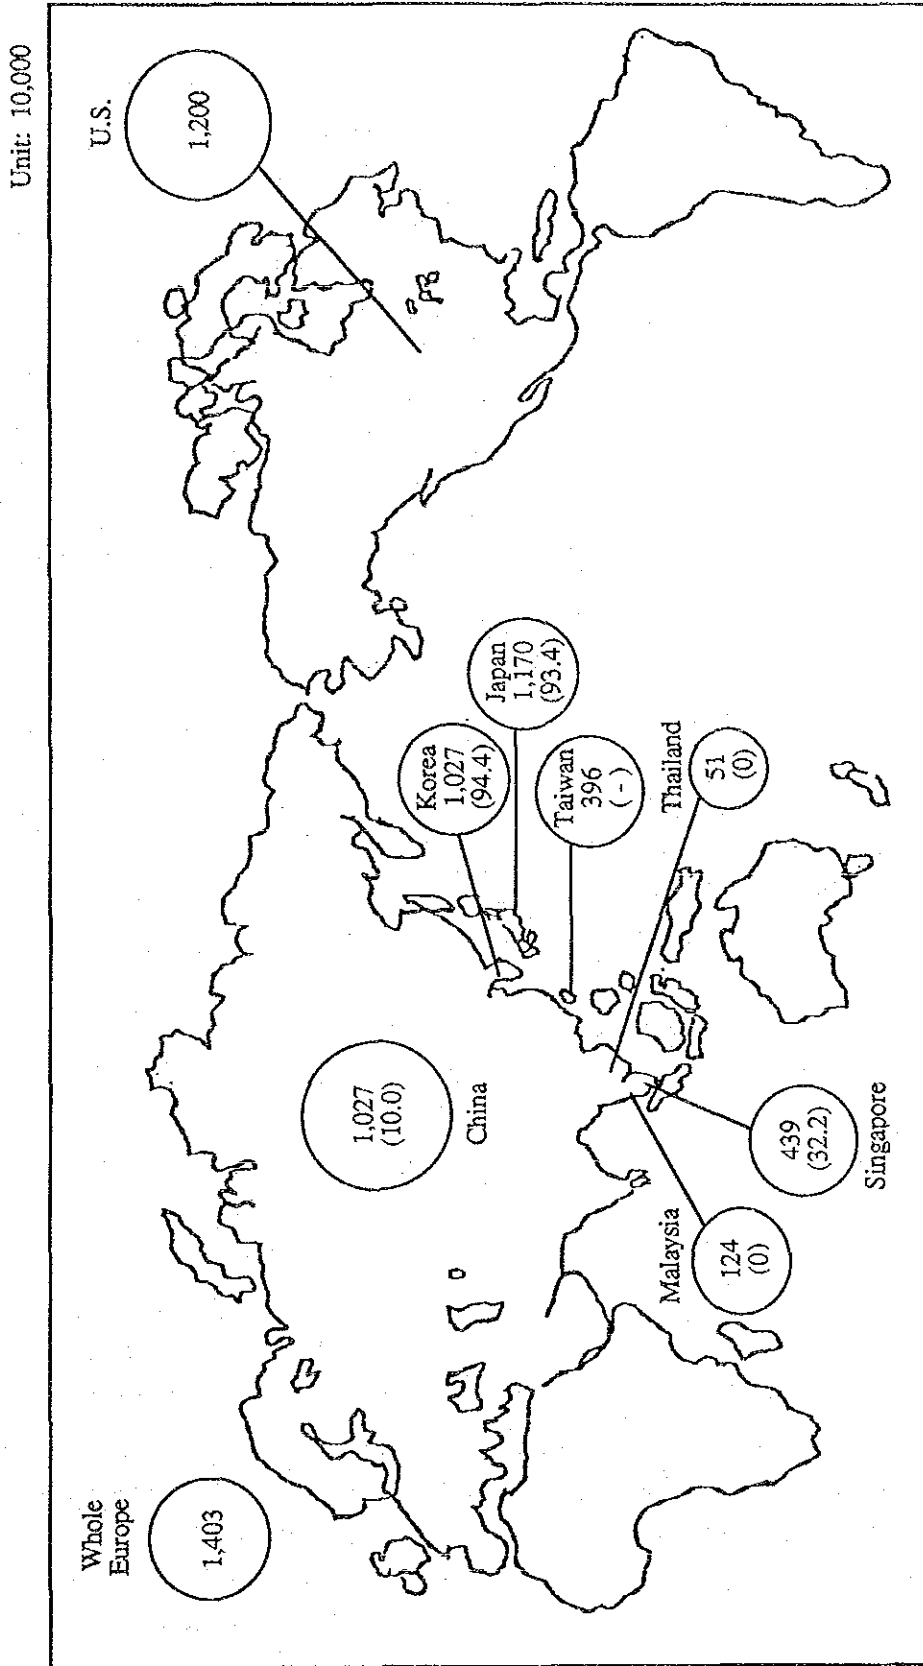 Unit: 10,000
Whole
Europe
1,403
U.S.
1,200
1,027
(10.0)
China
Korea
1,027
(94.4)
Japan
1,170
(93.4)
Taiwan
396
(-)
Thailand
51
(0)
Malaysia
124
(0)
439
(32.2)
Singapore